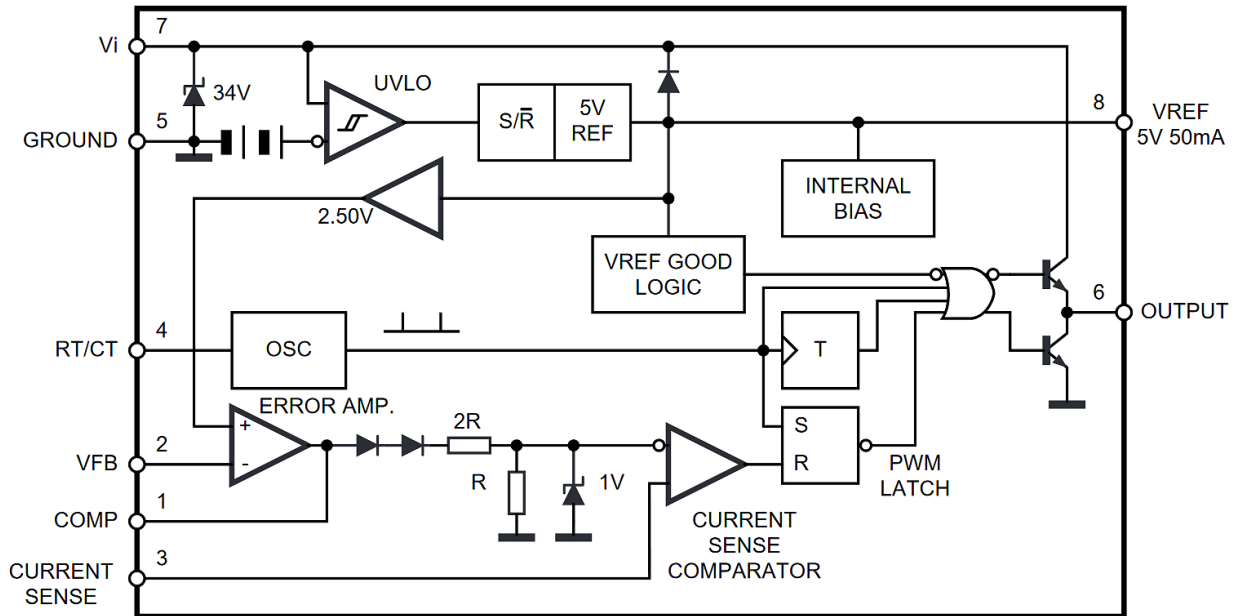 7
Vi
UVLO
34V
S/R̅
5V
REF
8
VREF
5V 50mA
5
GROUND
INTERNAL
BIAS
2.50V
VREF GOOD
LOGIC
6
OUTPUT
4
RT/CT
OSC
T
ERROR AMP.
+
-
2R
S
R
2
VFB
R
1V
PWM
LATCH
1
COMP
CURRENT
SENSE
COMPARATOR
3
CURRENT
SENSE